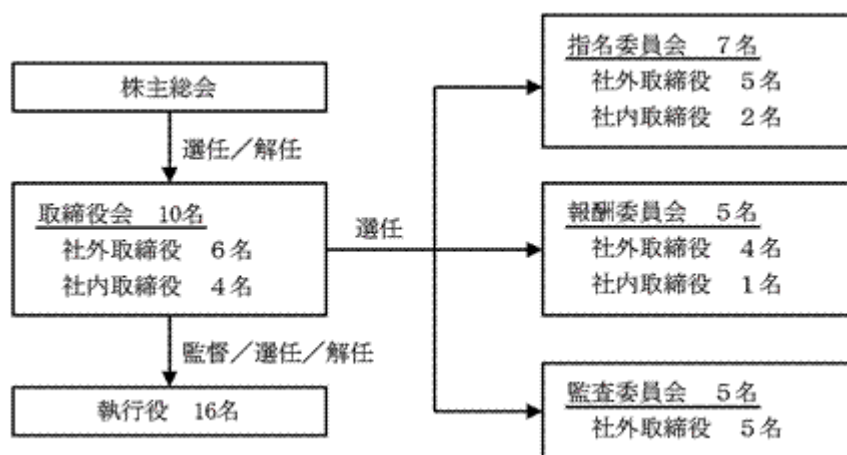 株主総会
選任／解任
取締役会 10名
社外取締役 6名
社内取締役 4名
監督／選任／解任
執行役 16名
選任
指名委員会 7名
社外取締役 5名
社内取締役 2名
報酬委員会 5名
社外取締役 4名
社内取締役 1名
監査委員会 5名
社外取締役 5名